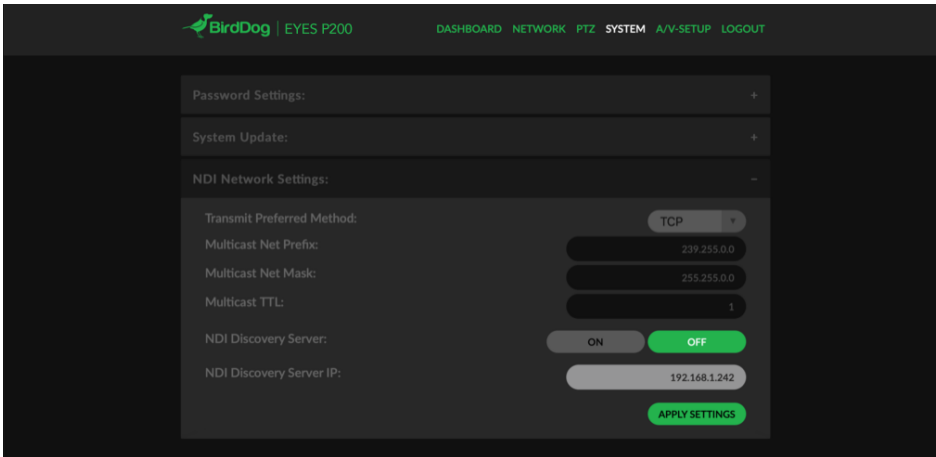 BirdDog | EYES P200 DASHBOARD NETWORK PTZ SYSTEM A/V-SETUP LOGOUT
Password Settings: +
System Update: +
NDI Network Settings: −
Transmit Preferred Method: TCP
Multicast Net Prefix: 239.255.0.0
Multicast Net Mask: 255.255.0.0
Multicast TTL: 1
NDI Discovery Server: ON OFF
NDI Discovery Server IP: 192.168.1.242
APPLY SETTINGS